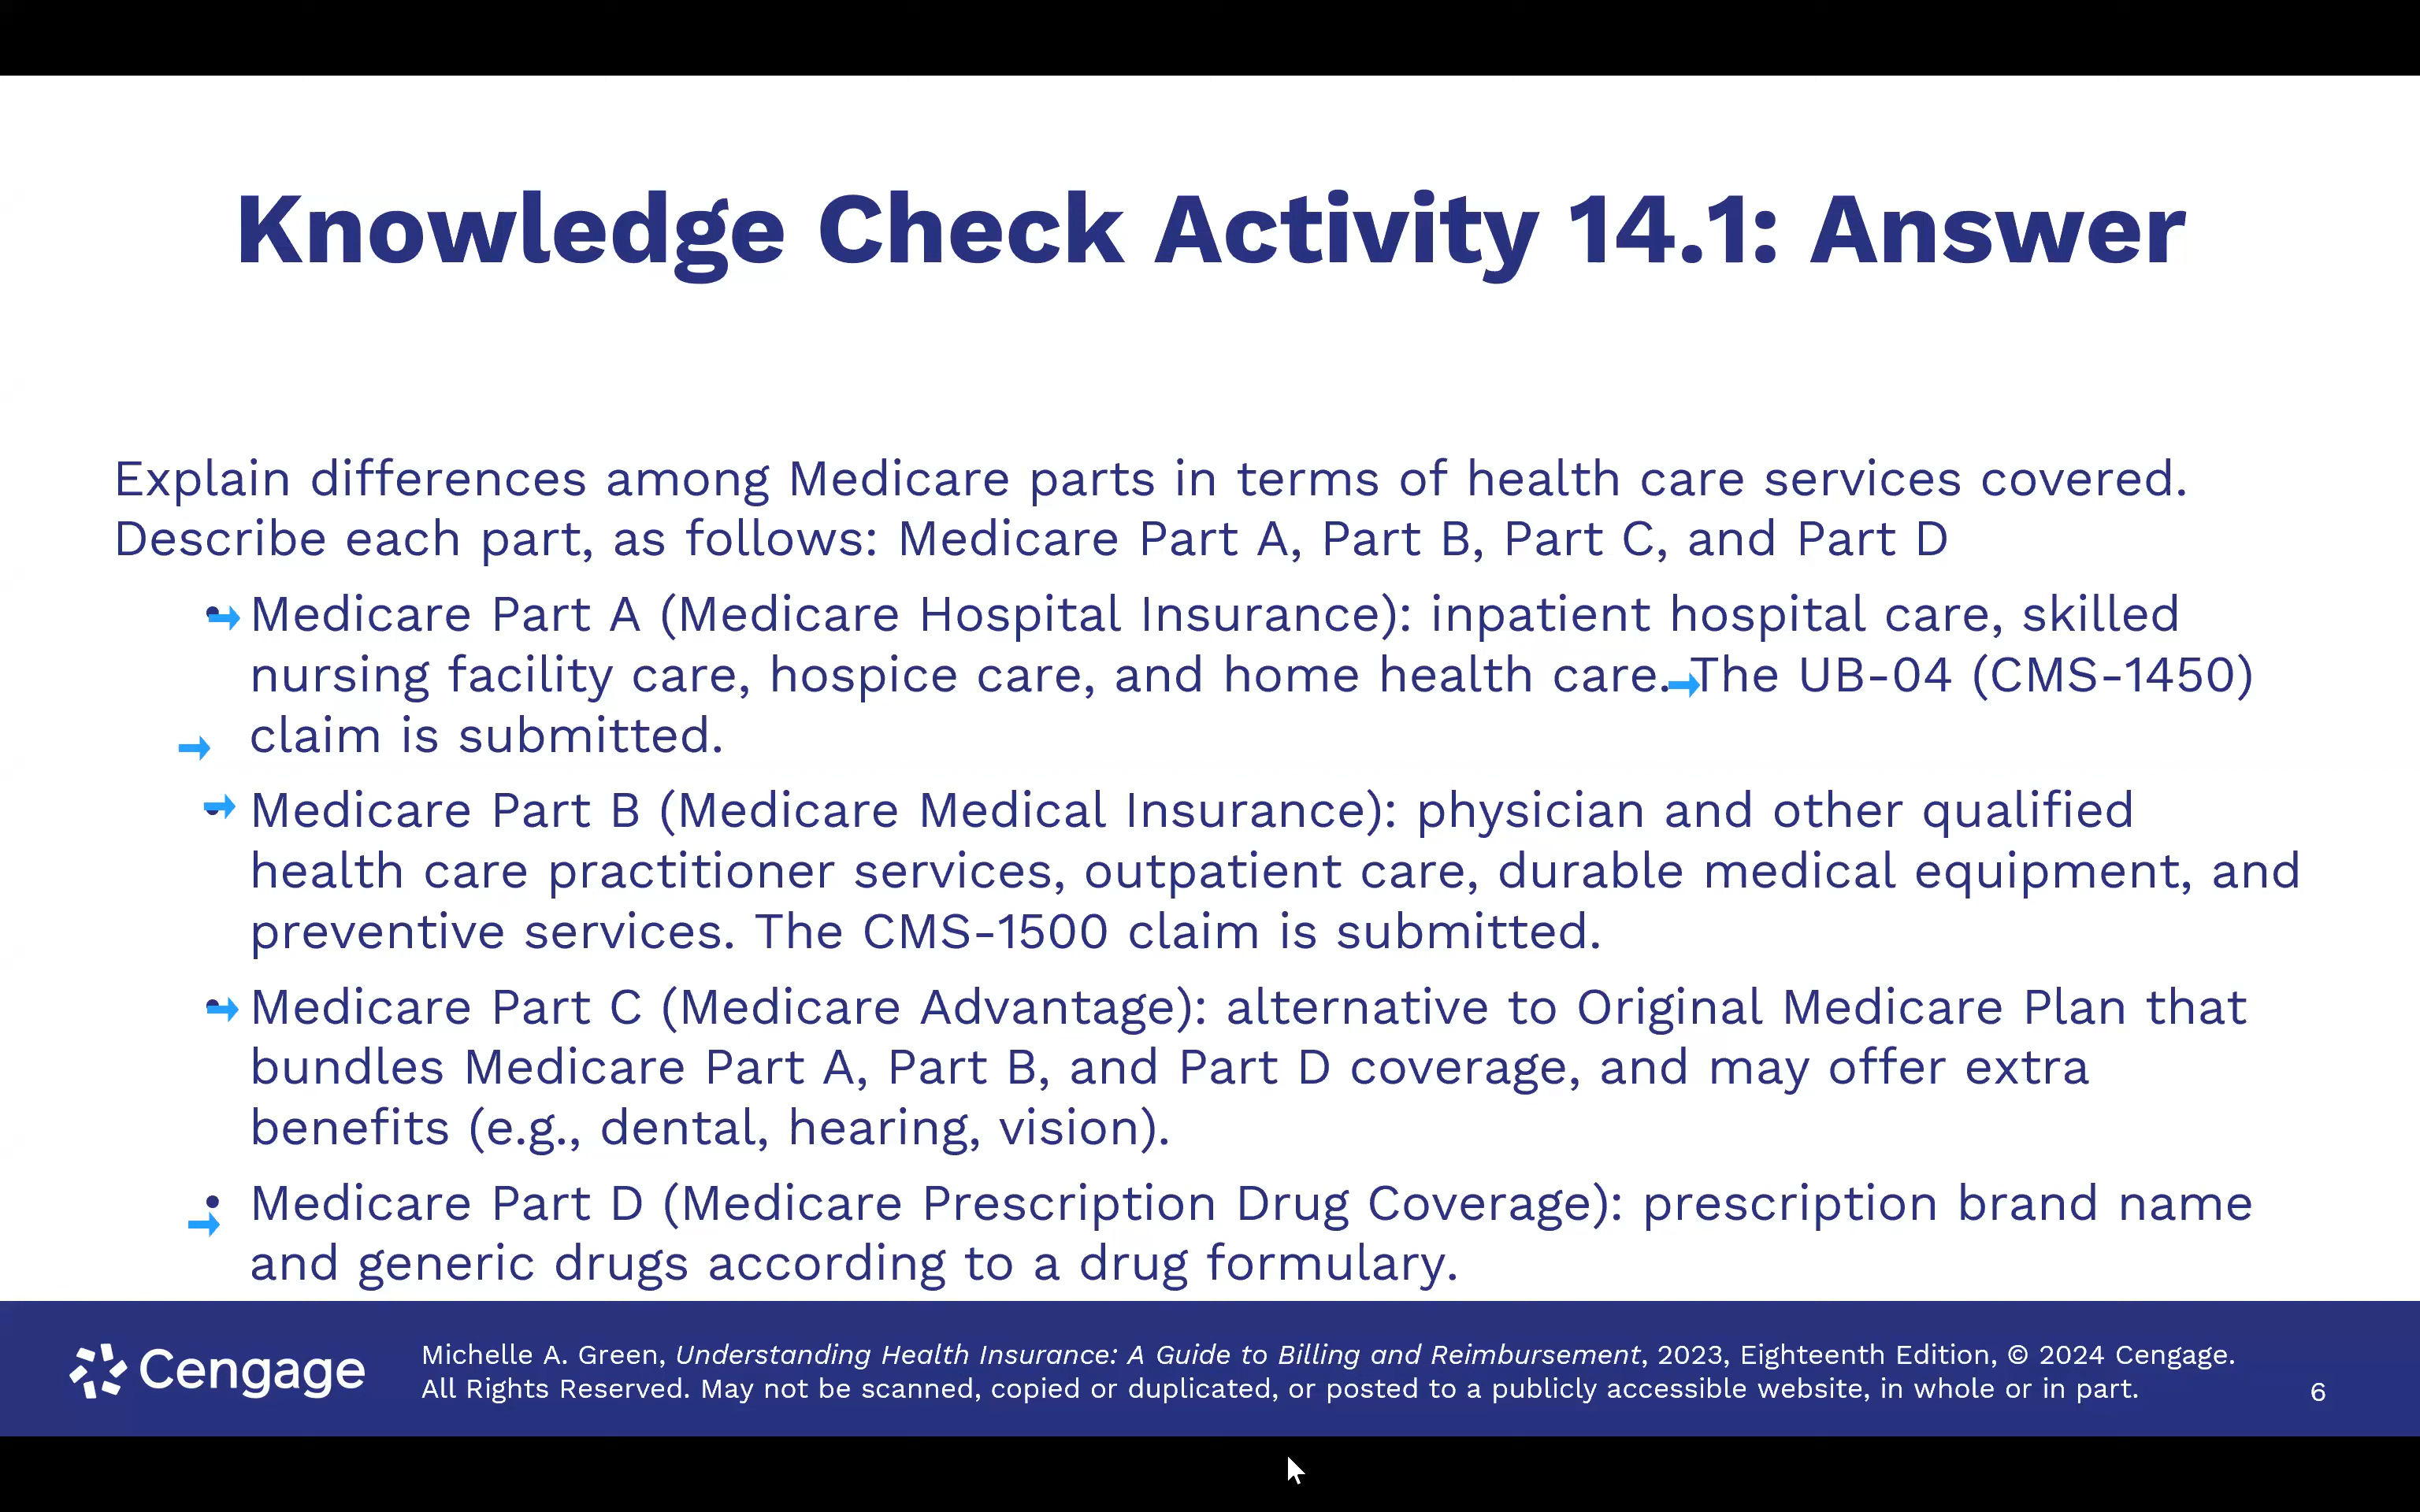 Knowledge Check Activity 14.1: Answer
Explain differences among Medicare parts in terms of health care services covered.
Describe each part, as follows: Medicare Part A, Part B, Part C, and Part D
• Medicare Part A (Medicare Hospital Insurance): inpatient hospital care, skilled
nursing facility care, hospice care, and home health care. The UB-04 (CMS-1450)
claim is submitted.
• Medicare Part B (Medicare Medical Insurance): physician and other qualified
health care practitioner services, outpatient care, durable medical equipment, and
preventive services. The CMS-1500 claim is submitted.
• Medicare Part C (Medicare Advantage): alternative to Original Medicare Plan that
bundles Medicare Part A, Part B, and Part D coverage, and may offer extra
benefits (e.g., dental, hearing, vision).
• Medicare Part D (Medicare Prescription Drug Coverage): prescription brand name
and generic drugs according to a drug formulary.
Cengage
Michelle A. Green, Understanding Health Insurance: A Guide to Billing and Reimbursement, 2023, Eighteenth Edition, © 2024 Cengage.
All Rights Reserved. May not be scanned, copied or duplicated, or posted to a publicly accessible website, in whole or in part.
6